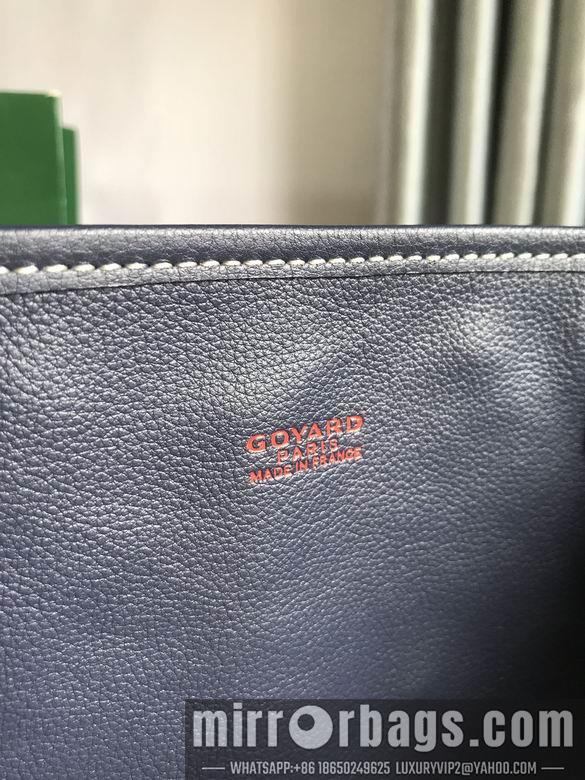 GOYARD
PARIS
MADE IN FRANCE
mirrorbags.com
WHATSAPP:+86 18650249625 LUXURYVIP2@YAHOO.COM